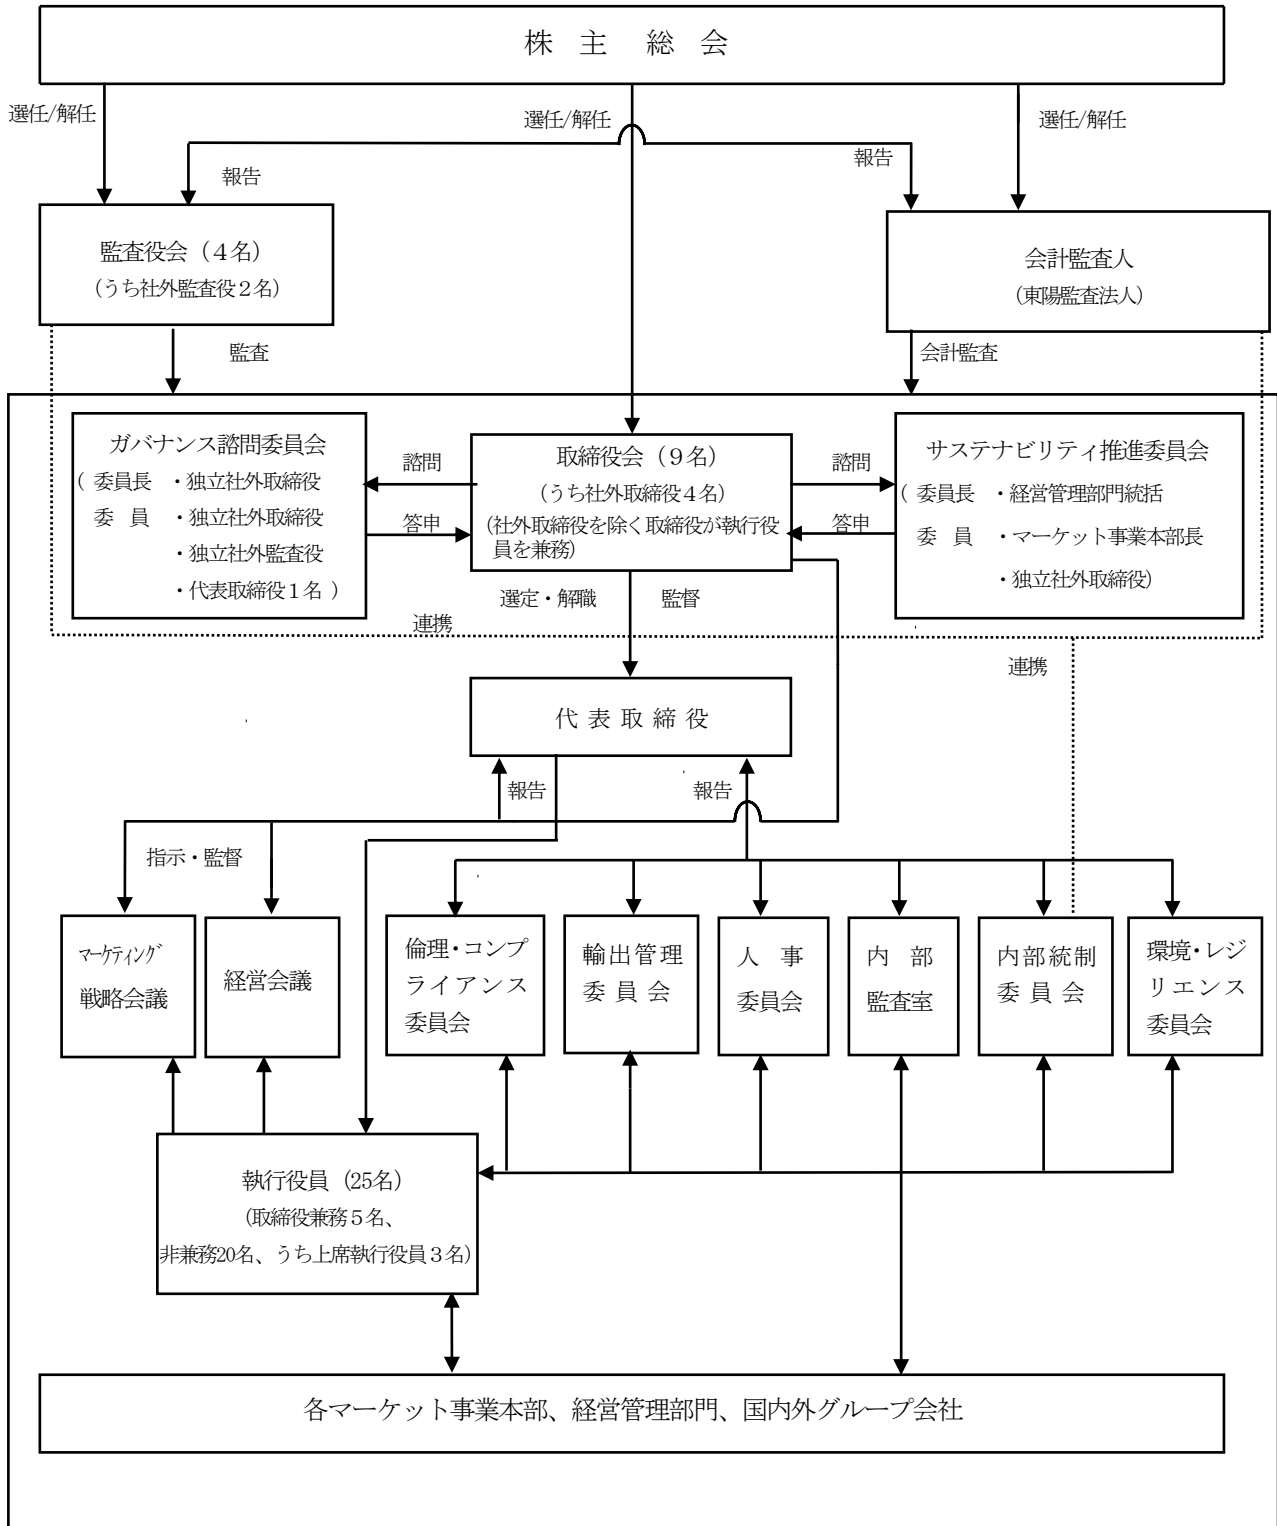 株 主 総 会
選任/解任
選任/解任
選任/解任
報告
報告
監査役会（４名）
（うち社外監査役２名）
会計監査人
（東陽監査法人）
監査
会計監査
ガバナンス諮問委員会
（ 委員長 ・独立社外取締役
委 員 ・独立社外取締役
・独立社外監査役
・代表取締役１名 ）
諮問
答申
取締役会（９名）
（うち社外取締役４名）
（社外取締役を除く取締役が執行役
員を兼務）
諮問
答申
サステナビリティ推進委員会
（ 委員長 ・経営管理部門統括
委 員 ・マーケット事業本部長
・独立社外取締役）
選定・解職
監督
連携
連携
代 表 取 締 役
報告
報告
指示・監督
マーケティング
戦略会議
経営会議
倫理・コンプ
ライアンス
委員会
輸出管理
委 員 会
人 事
委員会
内 部
監査室
内部統制
委 員 会
環境・レジ
リエンス
委員会
執行役員（25名）
（取締役兼務５名、
非兼務20名、うち上席執行役員３名）
各マーケット事業本部、経営管理部門、国内外グループ会社